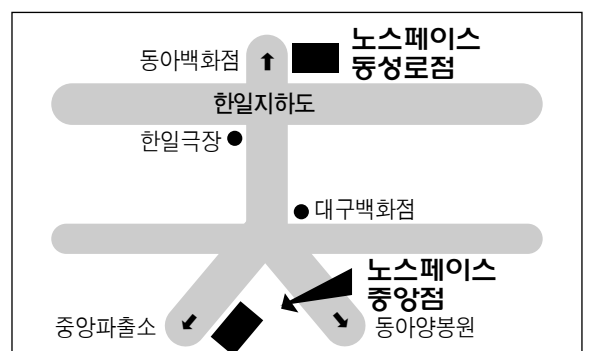 노스페이스
동성로점
동아백화점
한일지하도
한일극장
대구백화점
노스페이스
중앙점
중앙파출소
동아양봉원